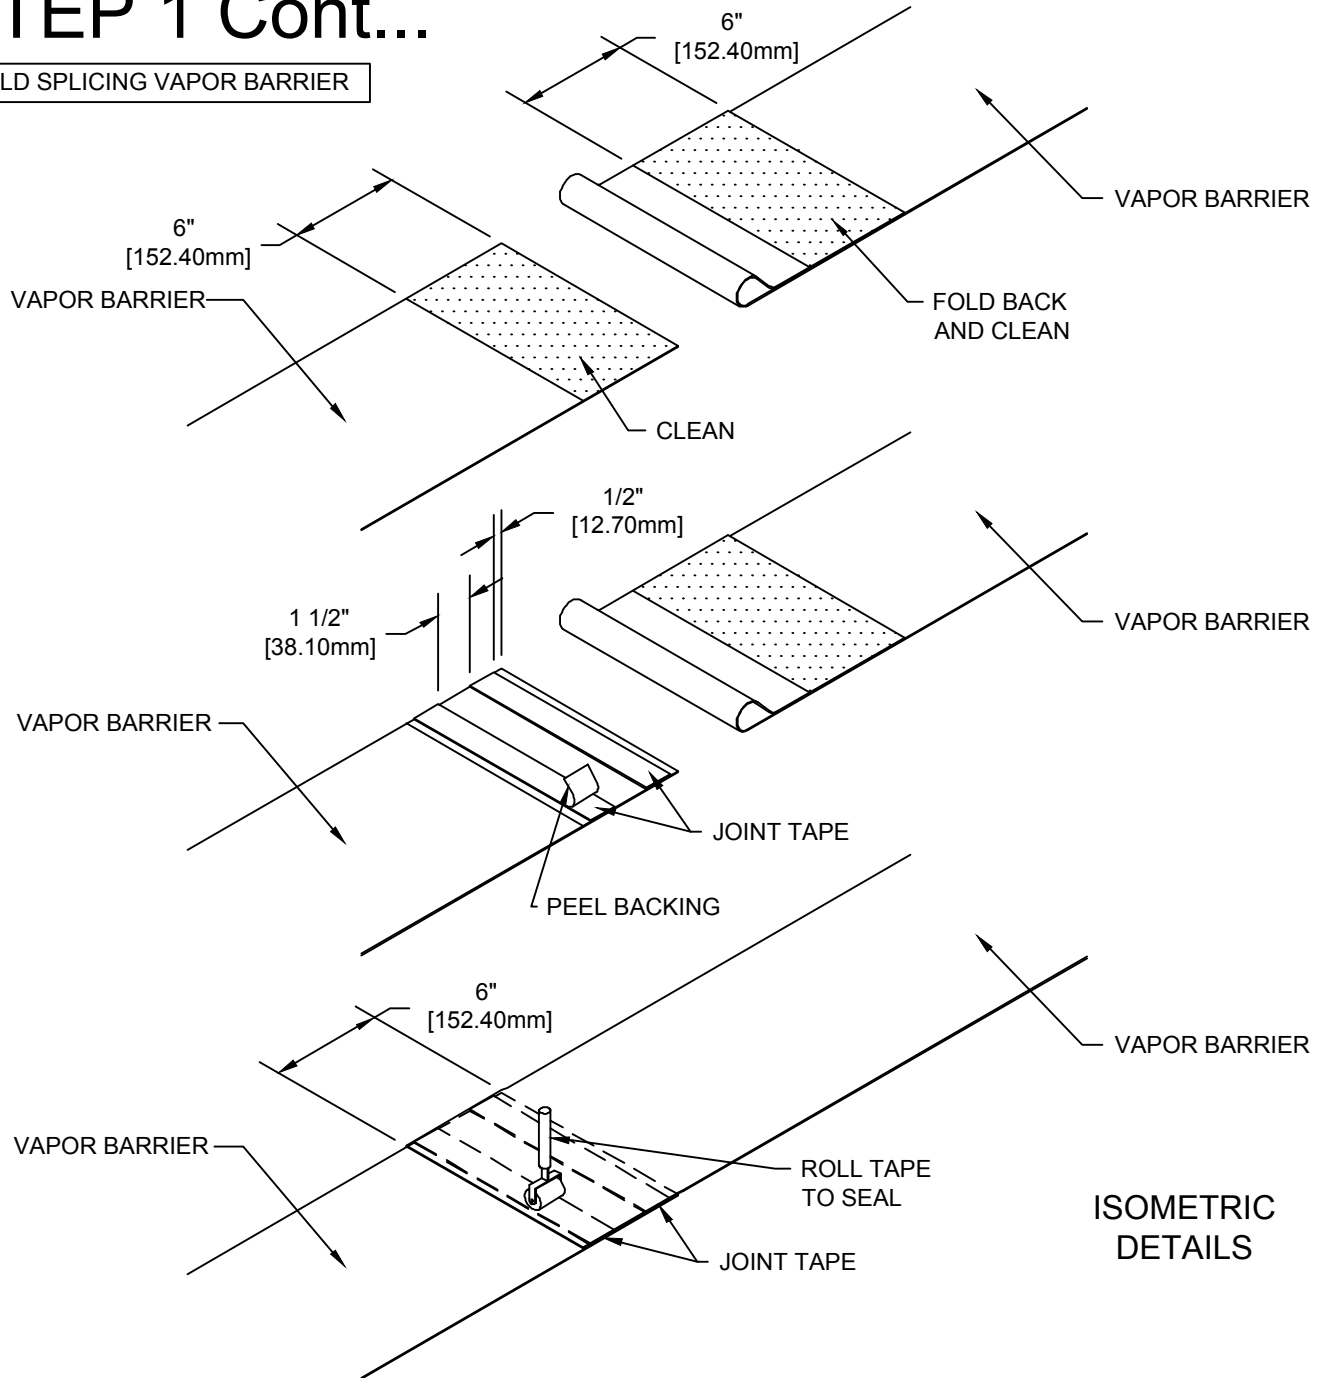 TEP 1 Cont...
LD SPLICING VAPOR BARRIER
6"
[152.40mm]
VAPOR BARRIER
6"
[152.40mm]
VAPOR BARRIER
FOLD BACK
AND CLEAN
CLEAN
1/2"
[12.70mm]
1 1/2"
[38.10mm]
VAPOR BARRIER
VAPOR BARRIER
JOINT TAPE
PEEL BACKING
6"
[152.40mm]
VAPOR BARRIER
VAPOR BARRIER
ROLL TAPE
TO SEAL
JOINT TAPE
ISOMETRIC
DETAILS